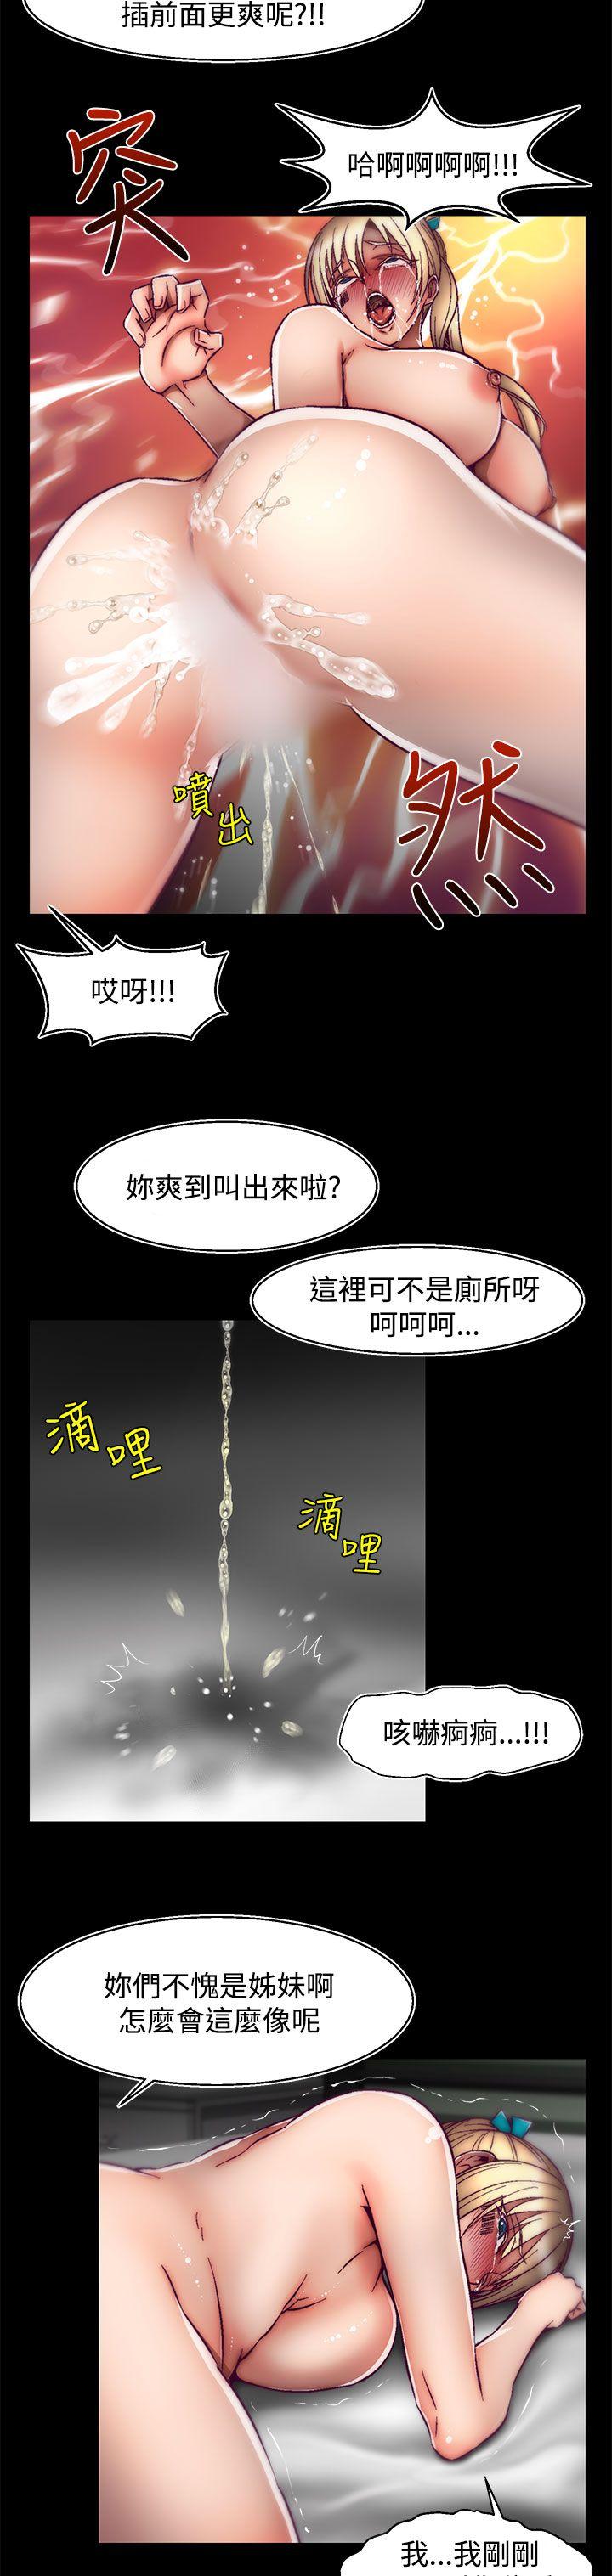 插前面更爽呢?!!
哈啊啊啊啊!!!
突
然
噴出
哎呀!!!
妳爽到叫出來啦?
這裡可不是廁所呀
呵呵呵...
滴哩
滴哩
咳嚇痾痾...!!!
妳們不愧是姊妹啊
怎麼會這麼像呢
我...我剛剛